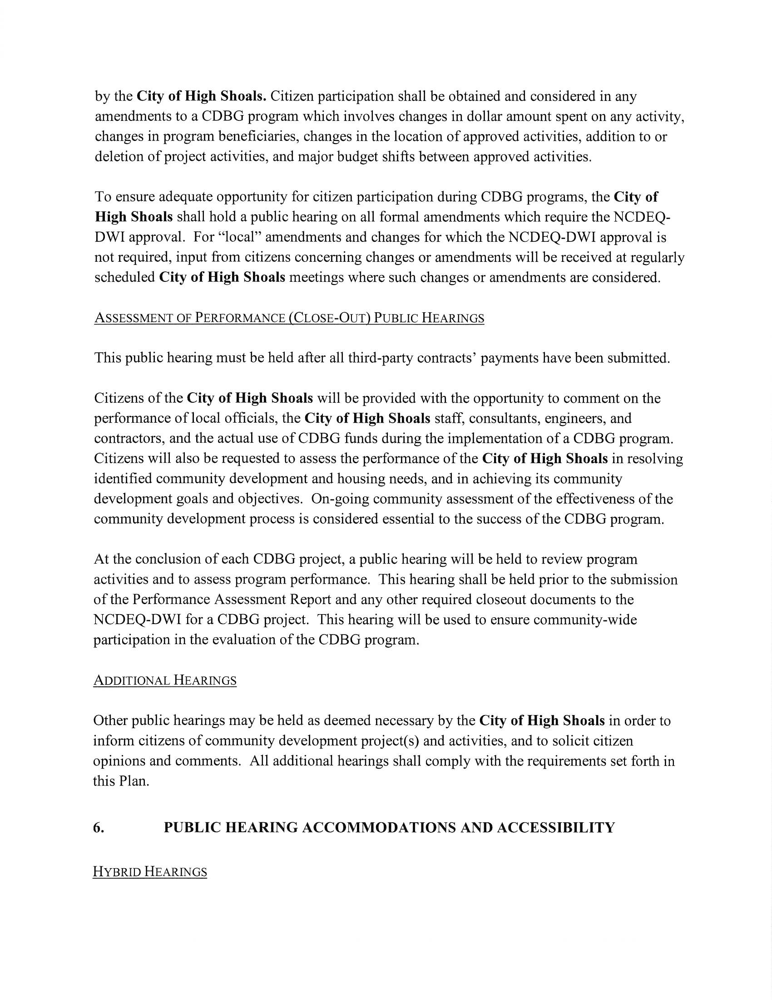 by the City of High Shoals. Citizen participation shall be obtained and considered in any
amendments to a CDBG program which involves changes in dollar amount spent on any activity,
changes in program beneficiaries, changes in the location of approved activities, addition to or
deletion of project activities, and major budget shifts between approved activities.
To ensure adequate opportunity for citizen participation during CDBG programs, the City of
High Shoals shall hold a public hearing on all formal amendments which require the NCDEQ-
DWI approval.  For “local” amendments and changes for which the NCDEQ-DWI approval is
not required, input from citizens concerning changes or amendments will be received at regularly
scheduled City of High Shoals meetings where such changes or amendments are considered.
ASSESSMENT OF PERFORMANCE (CLOSE-OUT) PUBLIC HEARINGS
This public hearing must be held after all third-party contracts’ payments have been submitted.
Citizens of the City of High Shoals will be provided with the opportunity to comment on the
performance of local officials, the City of High Shoals staff, consultants, engineers, and
contractors, and the actual use of CDBG funds during the implementation of a CDBG program.
Citizens will also be requested to assess the performance of the City of High Shoals in resolving
identified community development and housing needs, and in achieving its community
development goals and objectives.  On-going community assessment of the effectiveness of the
community development process is considered essential to the success of the CDBG program.
At the conclusion of each CDBG project, a public hearing will be held to review program
activities and to assess program performance.  This hearing shall be held prior to the submission
of the Performance Assessment Report and any other required closeout documents to the
NCDEQ-DWI for a CDBG project.  This hearing will be used to ensure community-wide
participation in the evaluation of the CDBG program.
ADDITIONAL HEARINGS
Other public hearings may be held as deemed necessary by the City of High Shoals in order to
inform citizens of community development project(s) and activities, and to solicit citizen
opinions and comments.  All additional hearings shall comply with the requirements set forth in
this Plan.
6. PUBLIC HEARING ACCOMMODATIONS AND ACCESSIBILITY
HYBRID HEARINGS